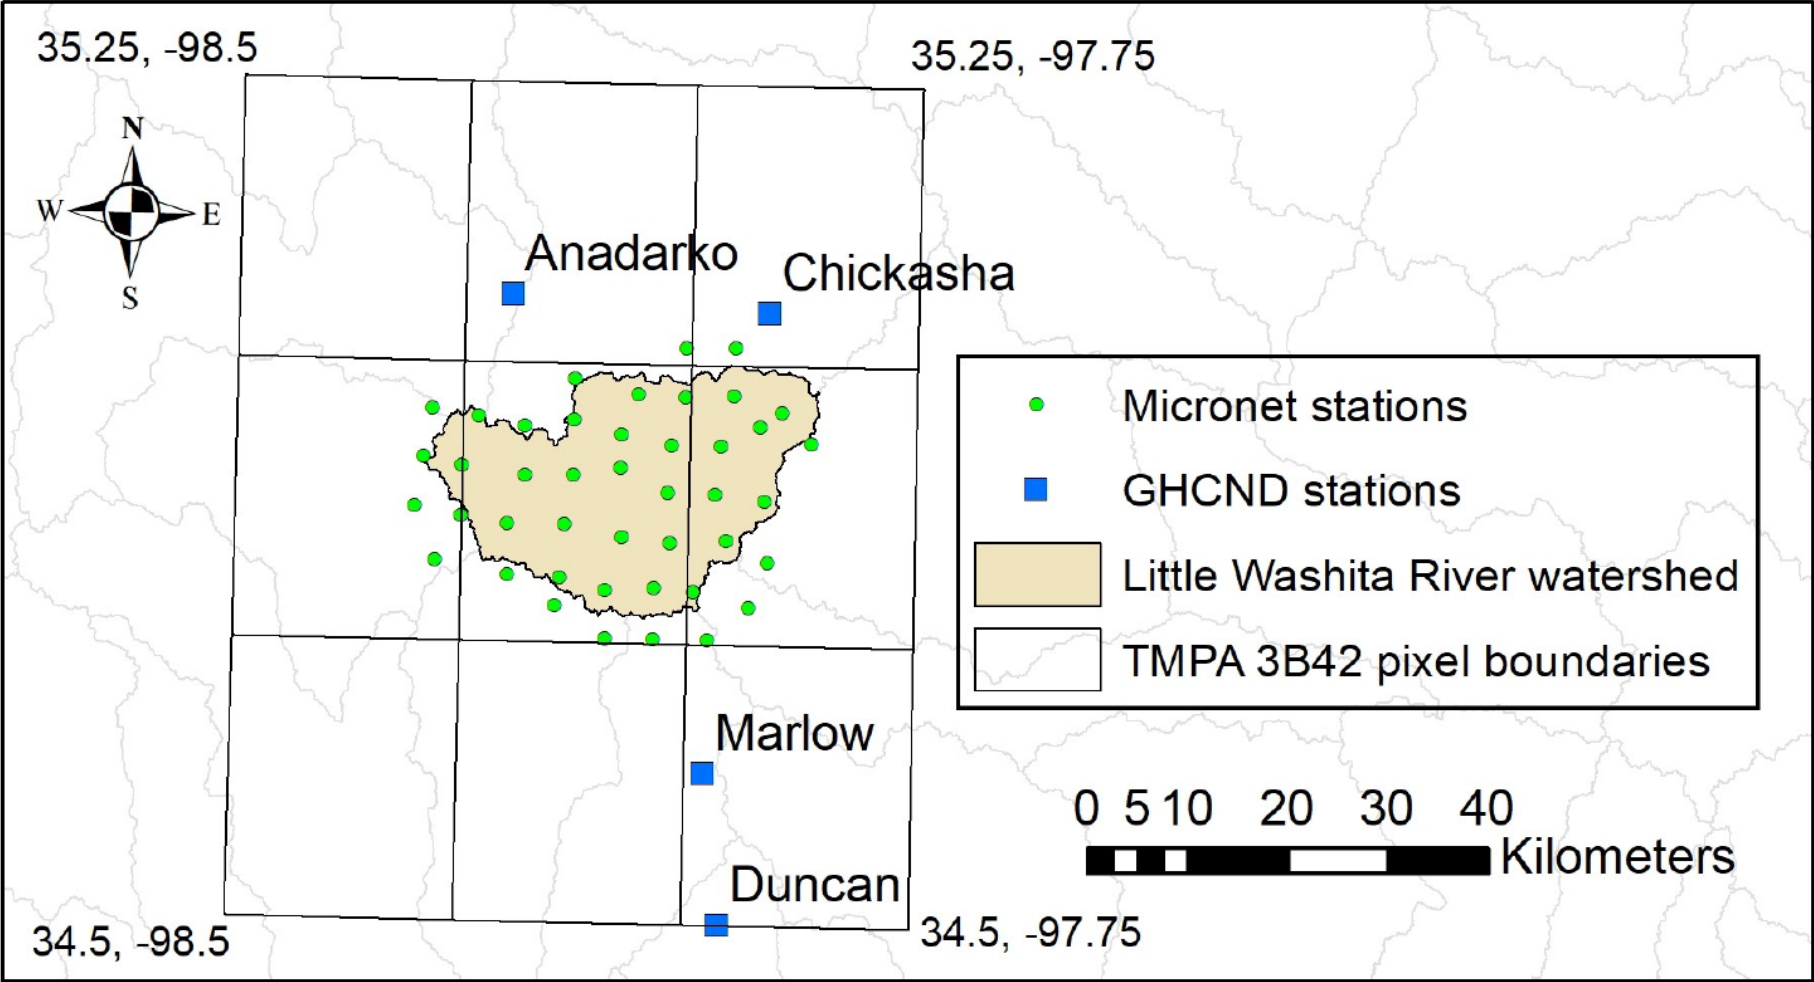 35.25, -98.5
35.25, -97.75
N
W
E
S
Anadarko
Chickasha
Micronet stations
GHCND stations
Little Washita River watershed
TMPA 3B42 pixel boundaries
Marlow
0 5 10 20 30 40
Kilometers
Duncan
34.5, -98.5
34.5, -97.75